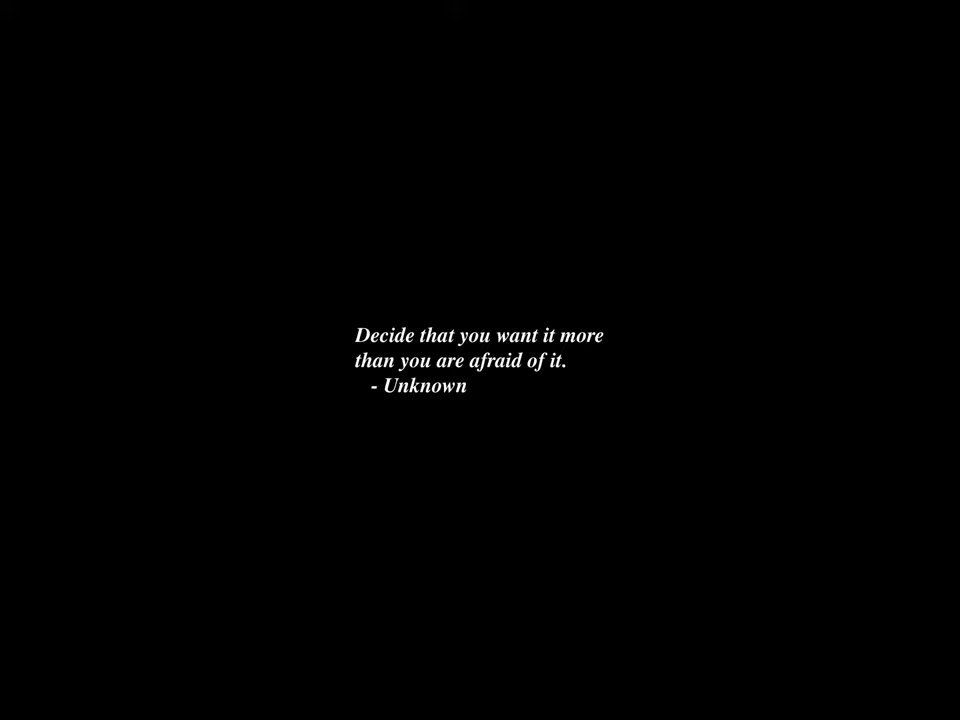 Decide that you want it more
than you are afraid of it.
- Unknown